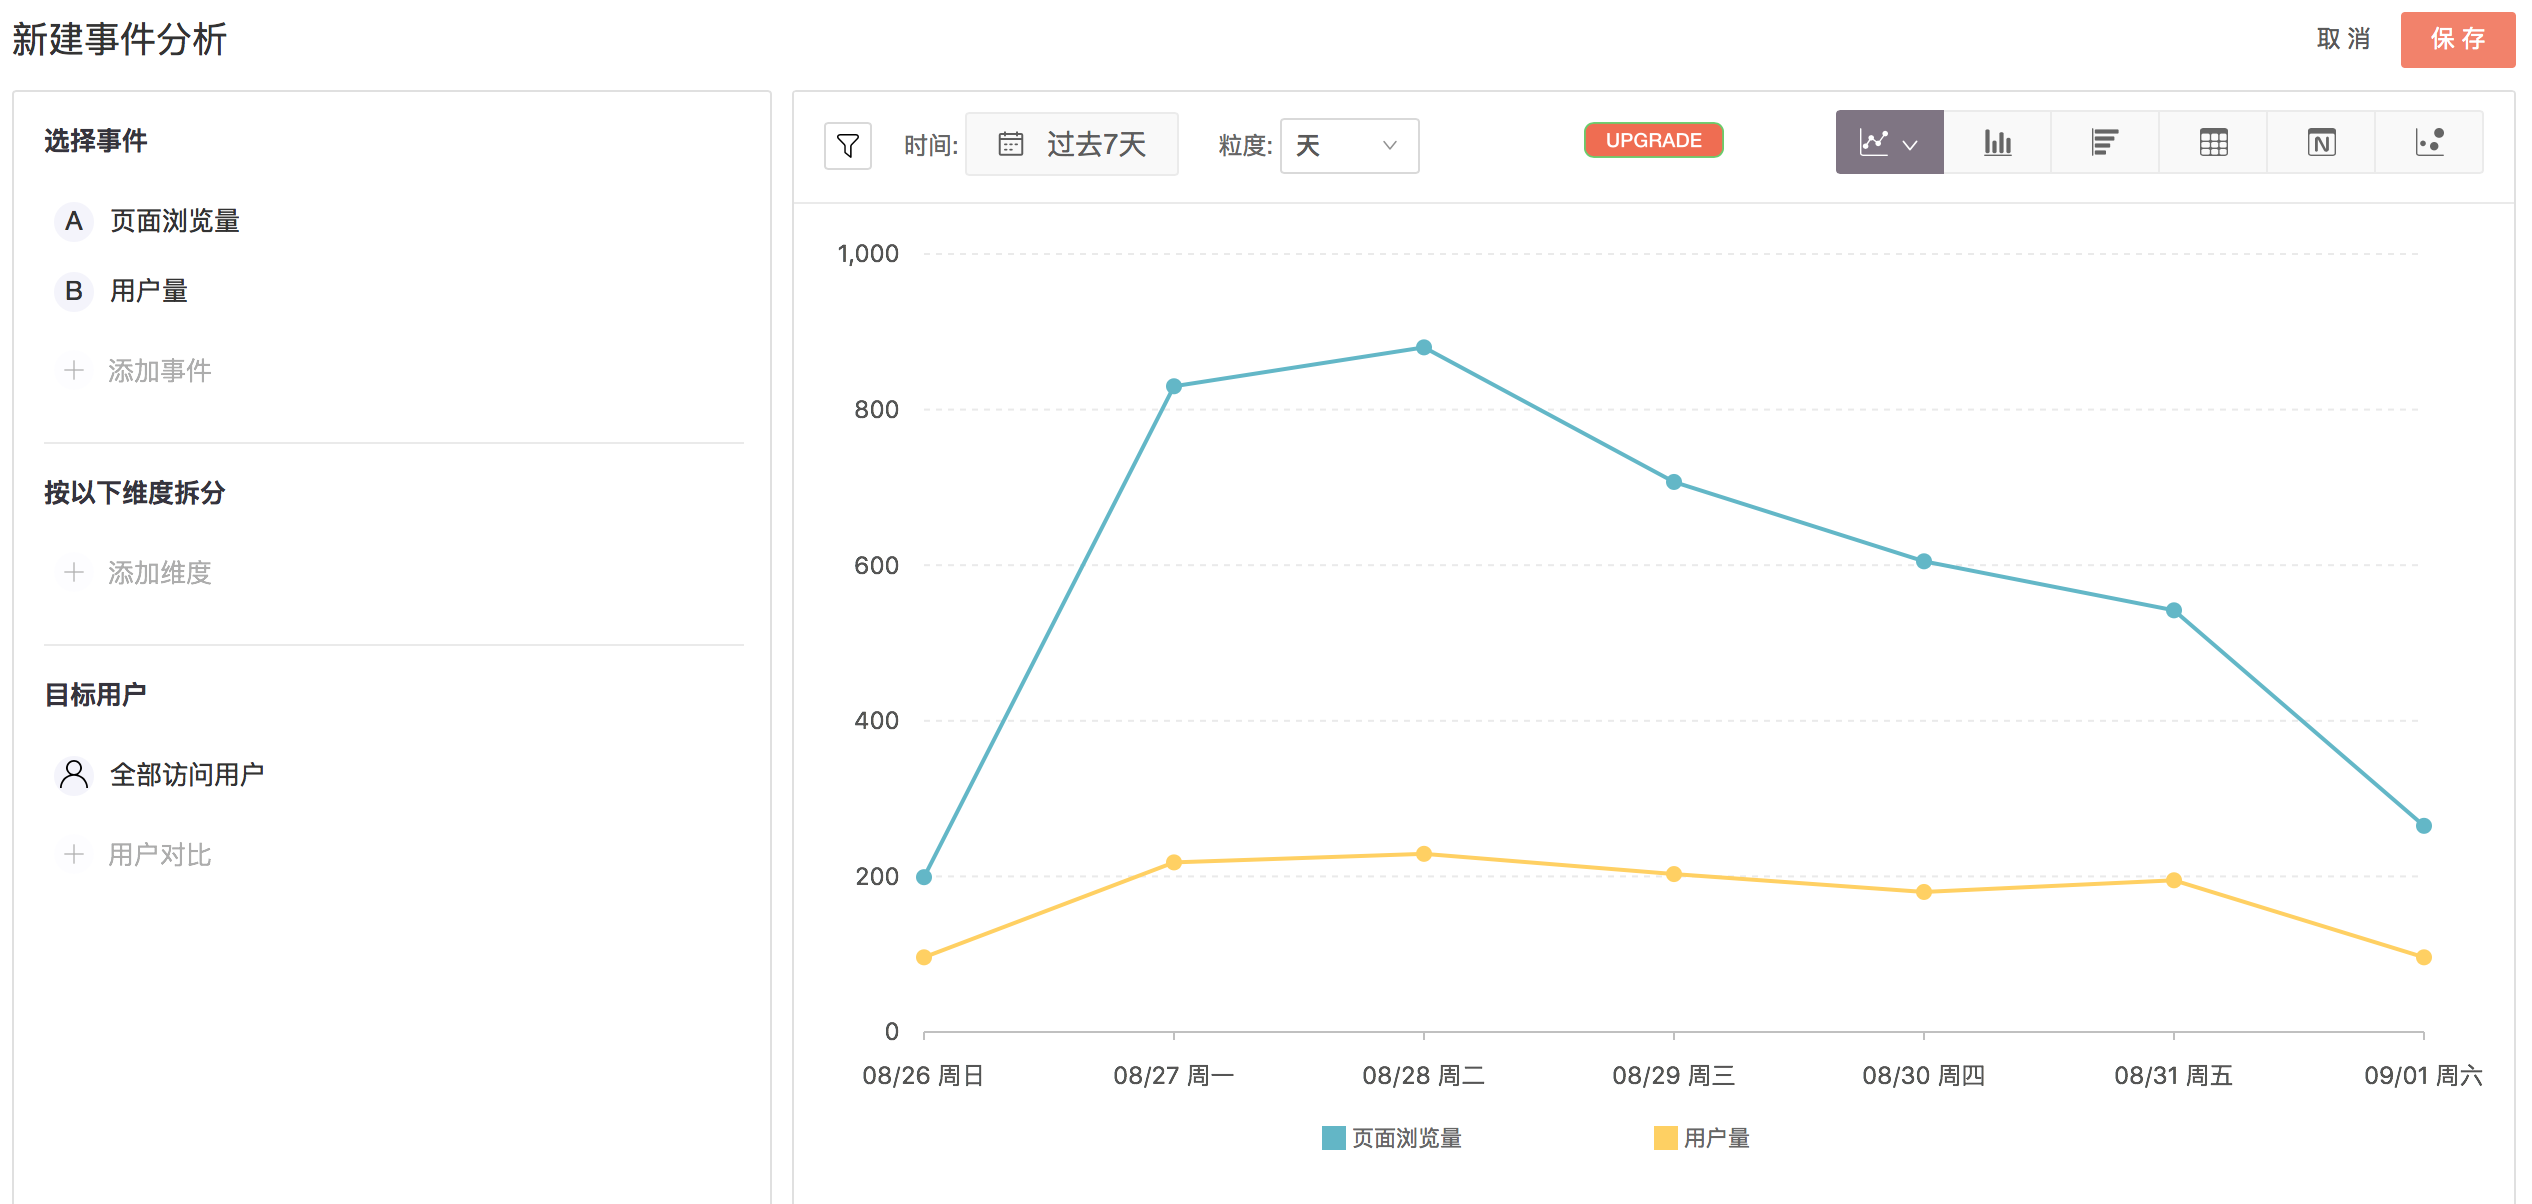 新建事件分析
取 消
保 存
选择事件
A 页面浏览量
B 用户量
添加事件
按以下维度拆分
添加维度
目标用户
全部访问用户
用户对比
时间: 过去7天 粒度: 天 UPGRADE
N
1,000
800
600
400
200
0
08/26 周日 08/27 周一 08/28 周二 08/29 周三 08/30 周四 08/31 周五 09/01 周六
页面浏览量 用户量